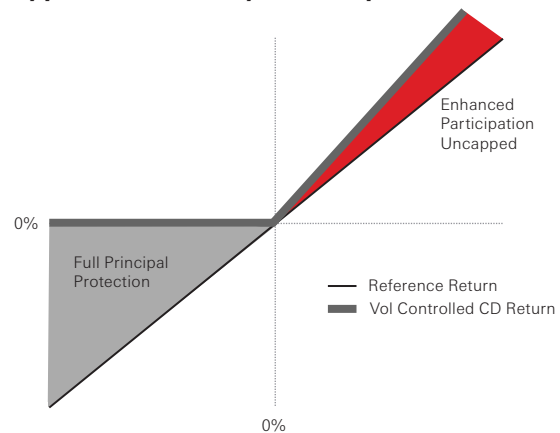 Enhanced
Participation
Uncapped
0%
Full Principal
Protection
Reference Return
Vol Controlled CD Return
0%